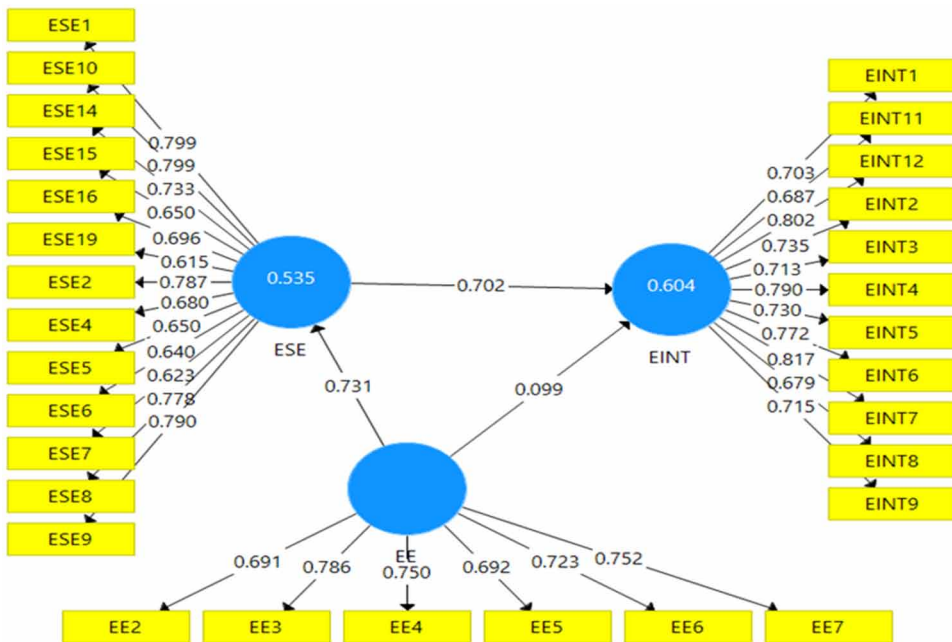 ESE1
ESE10
ESE14
ESE15
ESE16
ESE19
ESE2
ESE4
ESE5
ESE6
ESE7
ESE8
ESE9
0.799
0.799
0.733
0.650
0.696
0.615
0.787
0.680
0.650
0.640
0.623
0.778
0.790
0.535
ESE
0.702
0.731
0.099
0.604
EINT
0.703
0.687
0.802
0.735
0.713
0.790
0.730
0.772
0.817
0.679
0.715
EINT1
EINT11
EINT12
EINT2
EINT3
EINT4
EINT5
EINT6
EINT7
EINT8
EINT9
EE
0.691
0.786
0.750
0.692
0.723
0.752
EE2
EE3
EE4
EE5
EE6
EE7